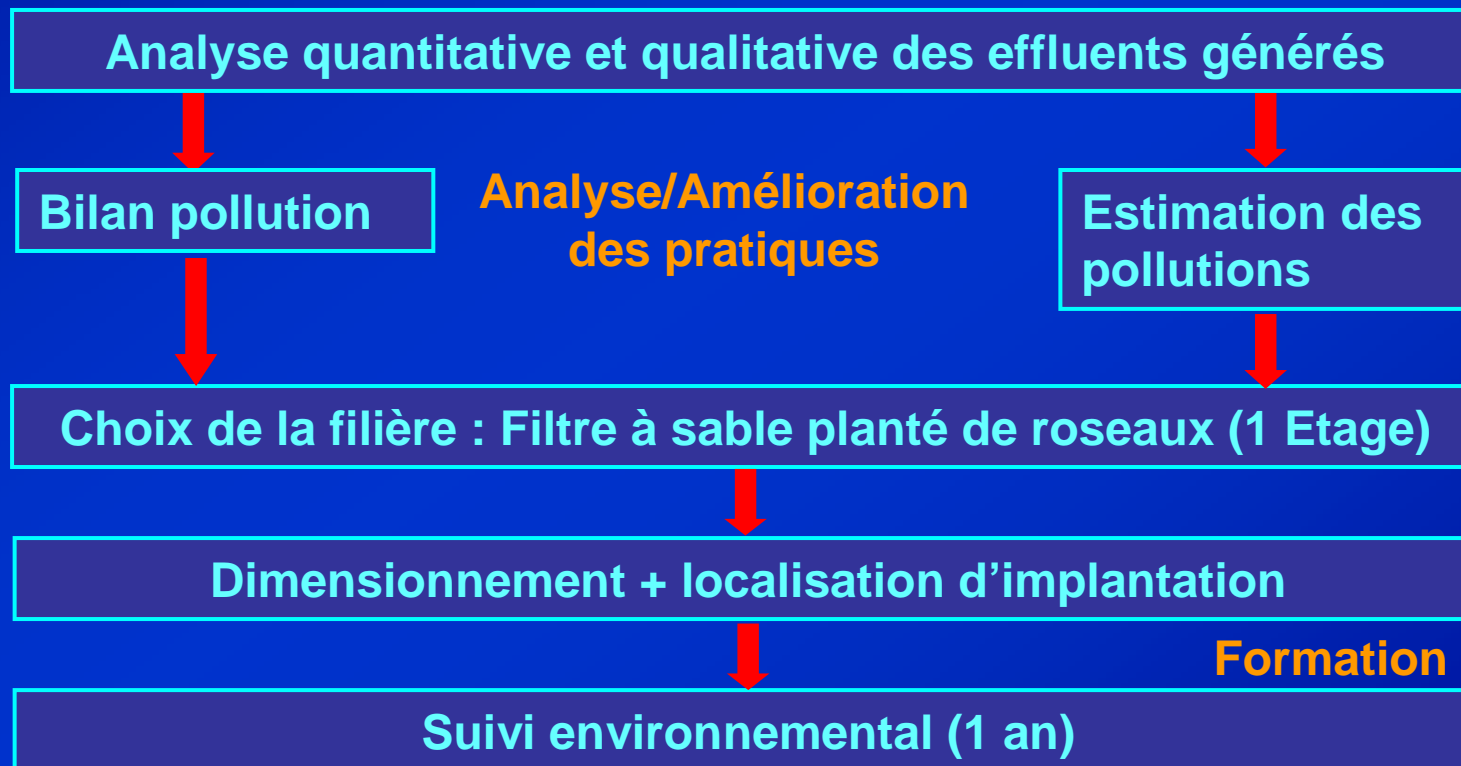 Analyse quantitative et qualitative des effluents générés
Bilan pollution
Analyse/Amélioration
des pratiques
Estimation des
pollutions
Choix de la filière : Filtre à sable planté de roseaux (1 Etage)
Dimensionnement + localisation d’implantation
Formation
Suivi environnemental (1 an)